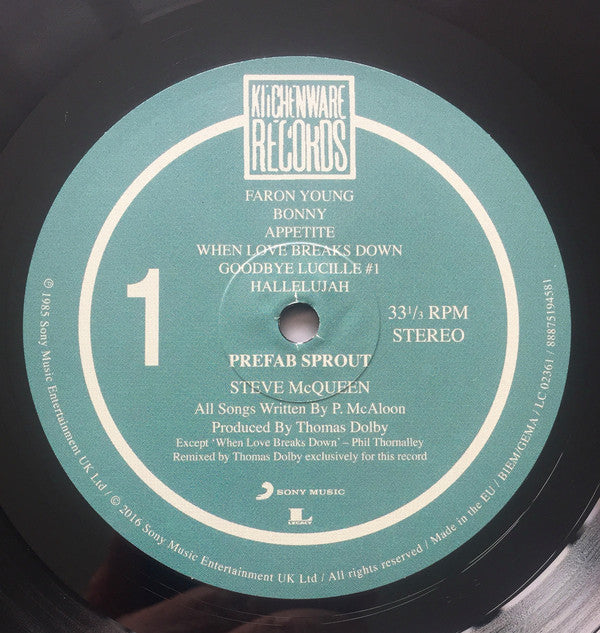 KITCHENWARE
RECORDS
FARON YOUNG
BONNY
APPETITE
WHEN LOVE BREAKS DOWN
GOODBYE LUCILLE #1
HALLELUJAH
1
33 1/3 RPM
STEREO
PREFAB SPROUT
STEVE McQUEEN
All Songs Written By P. McAloon
Produced By Thomas Dolby
Except ‘When Love Breaks Down’ – Phil Thornalley
Remixed by Thomas Dolby exclusively for this record
SONY MUSIC
L
LEGACY
℗ 1985 Sony Music Entertainment UK Ltd / © 2016 Sony Music Entertainment UK Ltd / All rights reserved / Made in the EU / BIEM/GEMA / LC 02361 / 88875194581